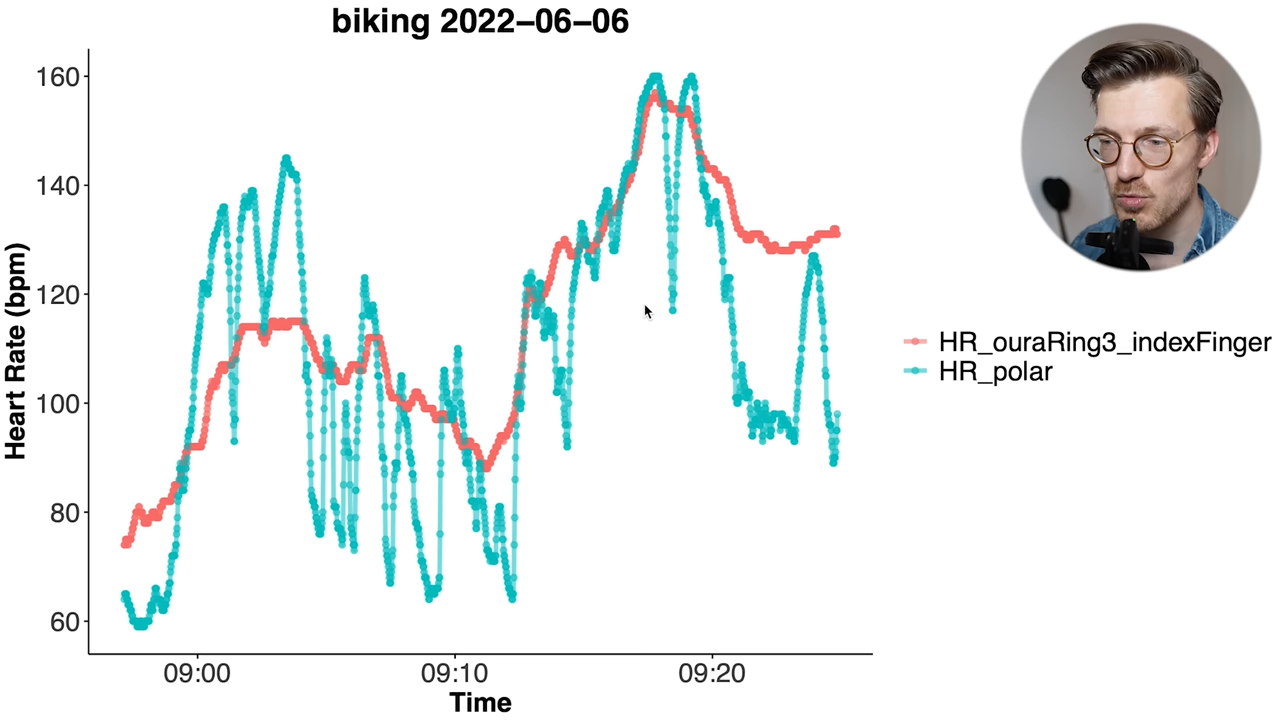 biking 2022–06–06
Heart Rate (bpm)
160
140
120
100
80
60
09:00
09:10
09:20
Time
HR_ouraRing3_indexFinger
HR_polar